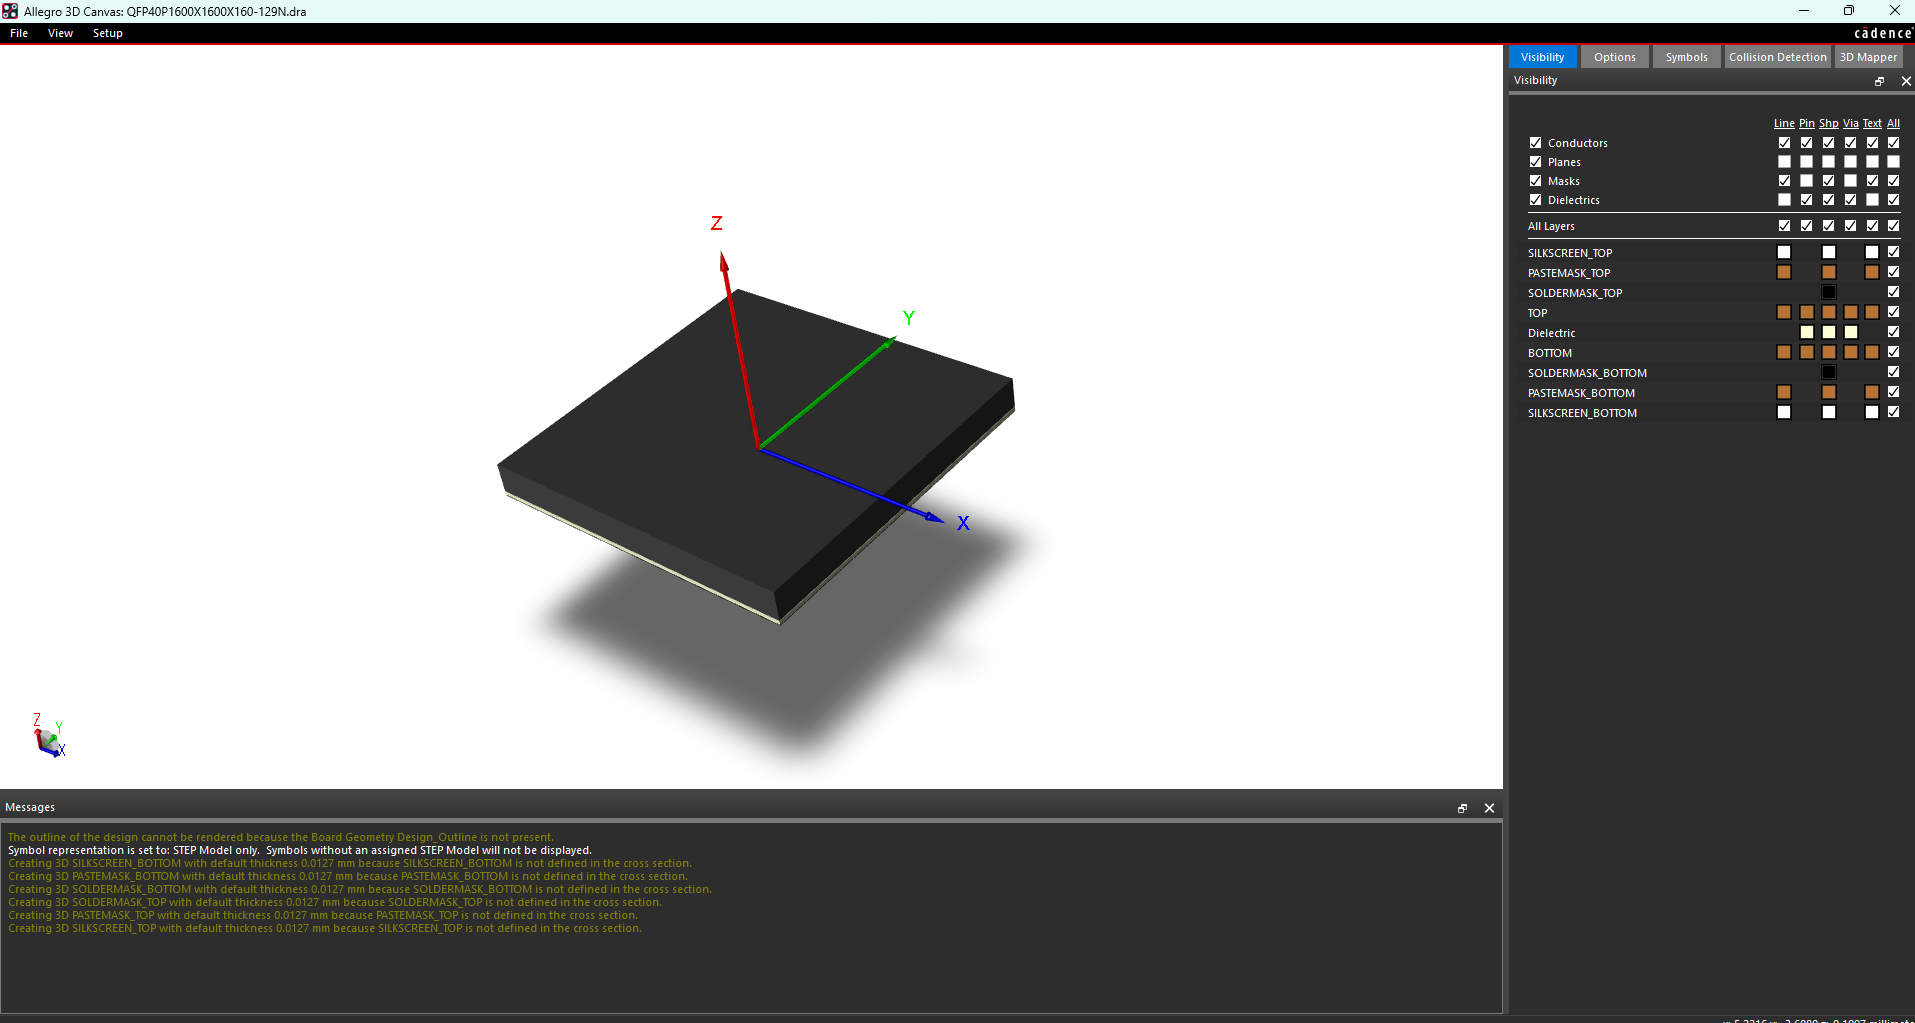 Allegro 3D Canvas: QFP40P1600X1600X160-129N.dra
File View Setup
cādence
Visibility Options Symbols Collision Detection 3D Mapper
Visibility
Line Pin Shp Via Text All
Conductors
Planes
Masks
Dielectrics
All Layers
SILKSCREEN_TOP
PASTEMASK_TOP
SOLDERMASK_TOP
TOP
Dielectric
BOTTOM
SOLDERMASK_BOTTOM
PASTEMASK_BOTTOM
SILKSCREEN_BOTTOM
Z
Y
X
Z
Y
X
Messages
The outline of the design cannot be rendered because the Board Geometry Design_Outline is not present.
Symbol representation is set to: STEP Model only. Symbols without an assigned STEP Model will not be displayed.
Creating 3D SILKSCREEN_BOTTOM with default thickness 0.0127 mm because SILKSCREEN_BOTTOM is not defined in the cross section.
Creating 3D PASTEMASK_BOTTOM with default thickness 0.0127 mm because PASTEMASK_BOTTOM is not defined in the cross section.
Creating 3D SOLDERMASK_BOTTOM with default thickness 0.0127 mm because SOLDERMASK_BOTTOM is not defined in the cross section.
Creating 3D SOLDERMASK_TOP with default thickness 0.0127 mm because SOLDERMASK_TOP is not defined in the cross section.
Creating 3D PASTEMASK_TOP with default thickness 0.0127 mm because PASTEMASK_TOP is not defined in the cross section.
Creating 3D SILKSCREEN_TOP with default thickness 0.0127 mm because SILKSCREEN_TOP is not defined in the cross section.